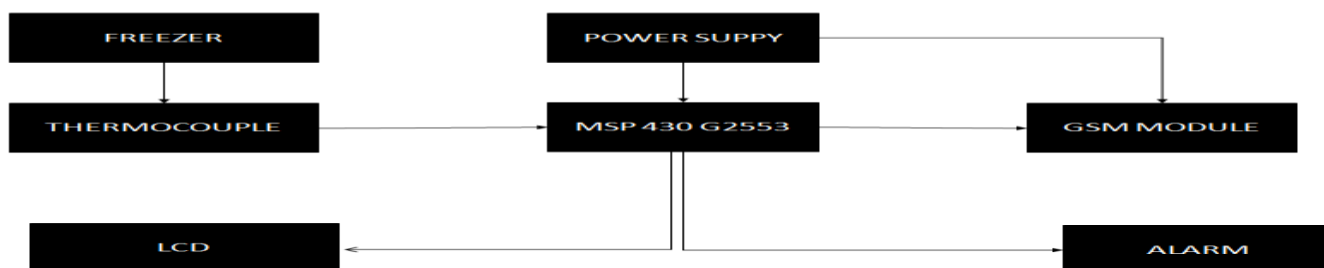 FREEZER
POWER SUPPY
THERMOCOUPLE
MSP 430 G2553
GSM MODULE
LCD
ALARM